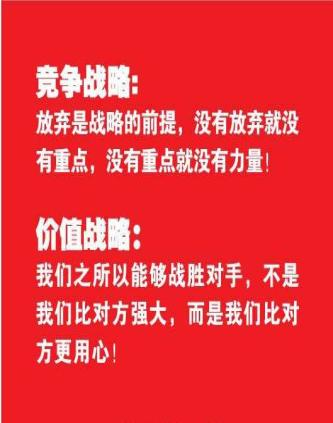 竞争战略:
放弃是战略的前提，没有放弃就没
有重点，没有重点就没有力量!
价值战略:
我们之所以能够战胜对手，不是
我们比对方强大，而是我们比对
方更用心!